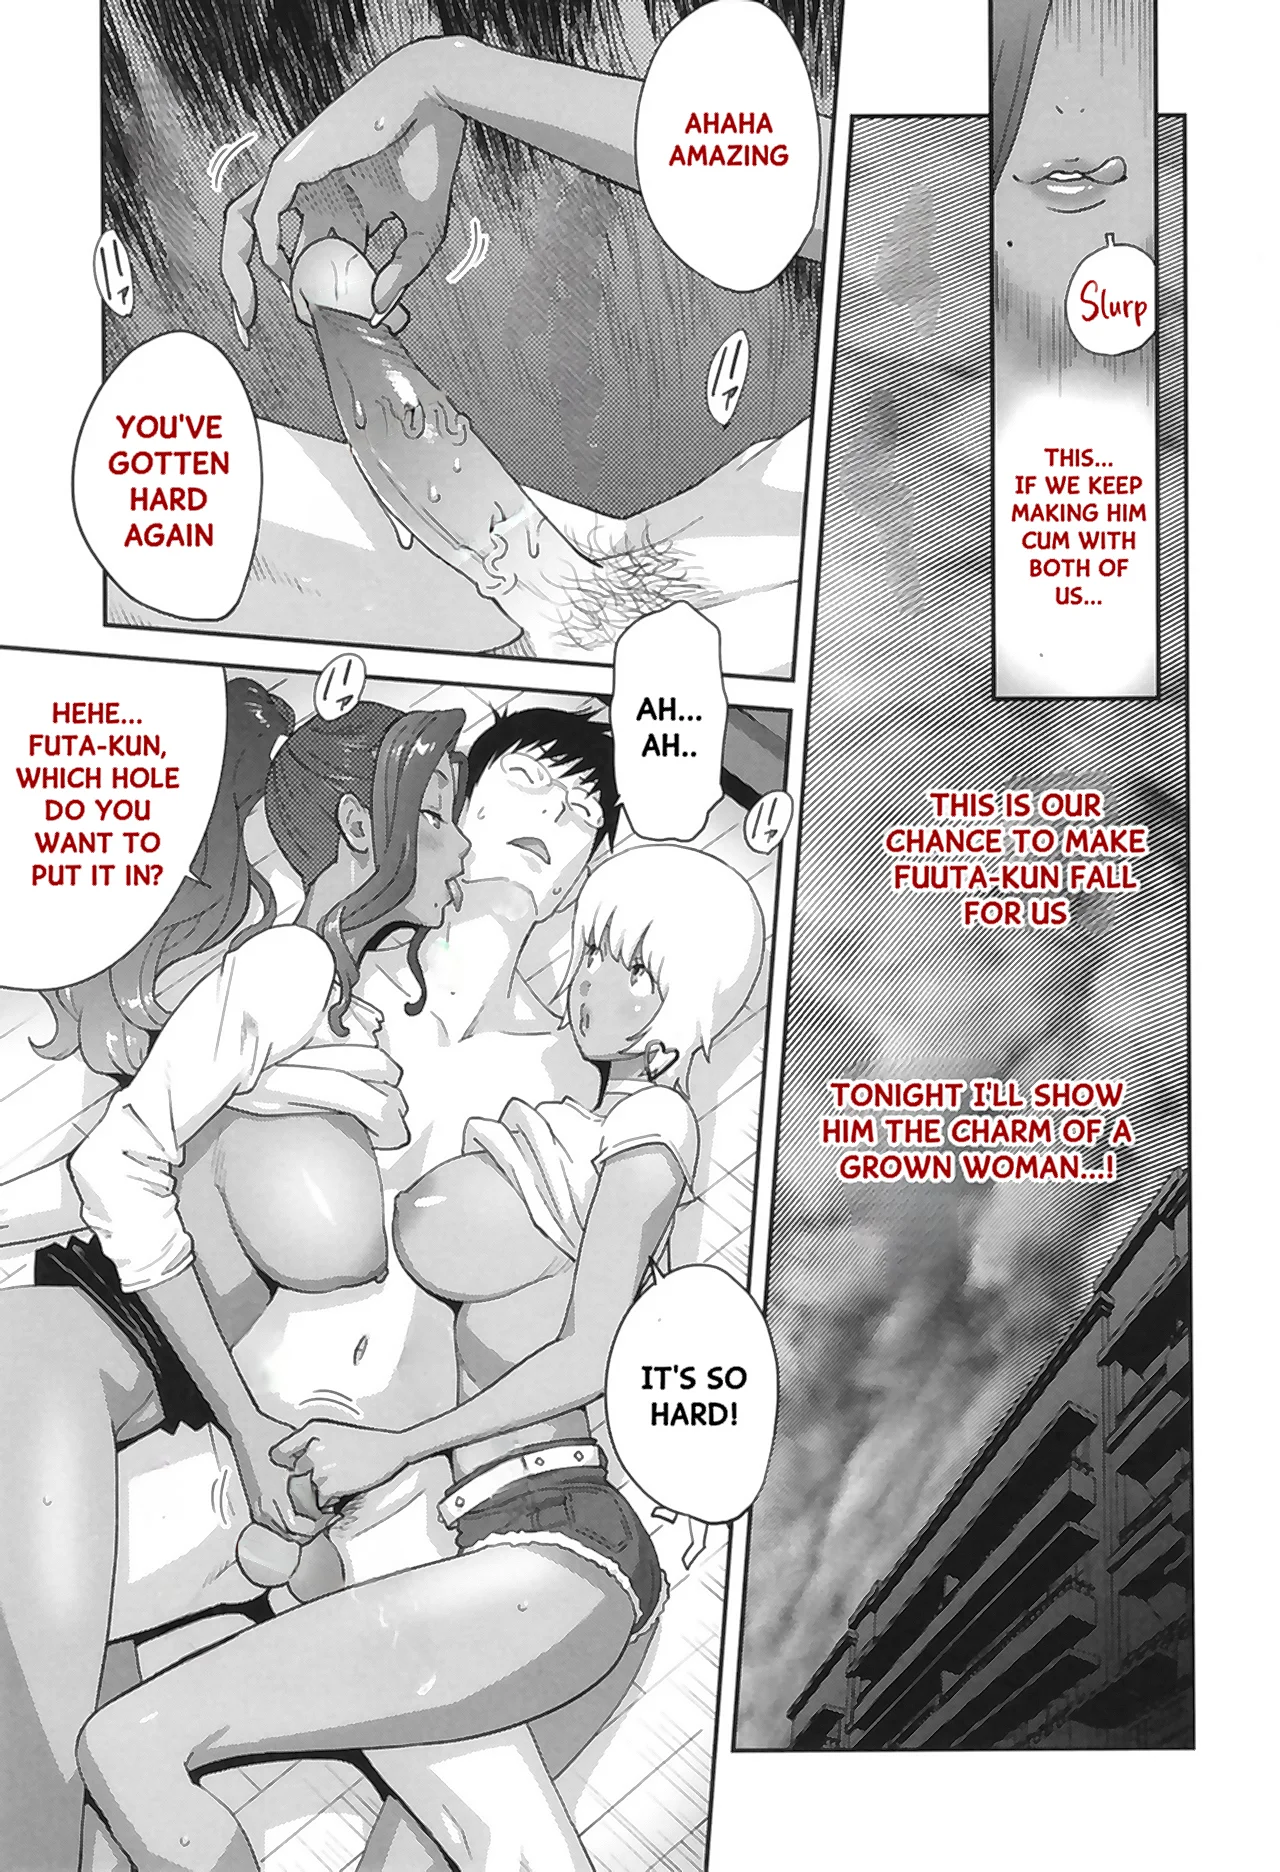 Slurp
THIS...
IF WE KEEP
MAKING HIM
CUM WITH
BOTH OF
US...
THIS IS OUR
CHANCE TO MAKE
FUUTA-KUN FALL
FOR US
TONIGHT I'LL SHOW
HIM THE CHARM OF A
GROWN WOMAN...!
AHAHA
AMAZING
YOU'VE
GOTTEN
HARD
AGAIN
AH...
AH..
HEHE...
FUTA-KUN,
WHICH HOLE
DO YOU
WANT TO
PUT IT IN?
IT'S SO
HARD!